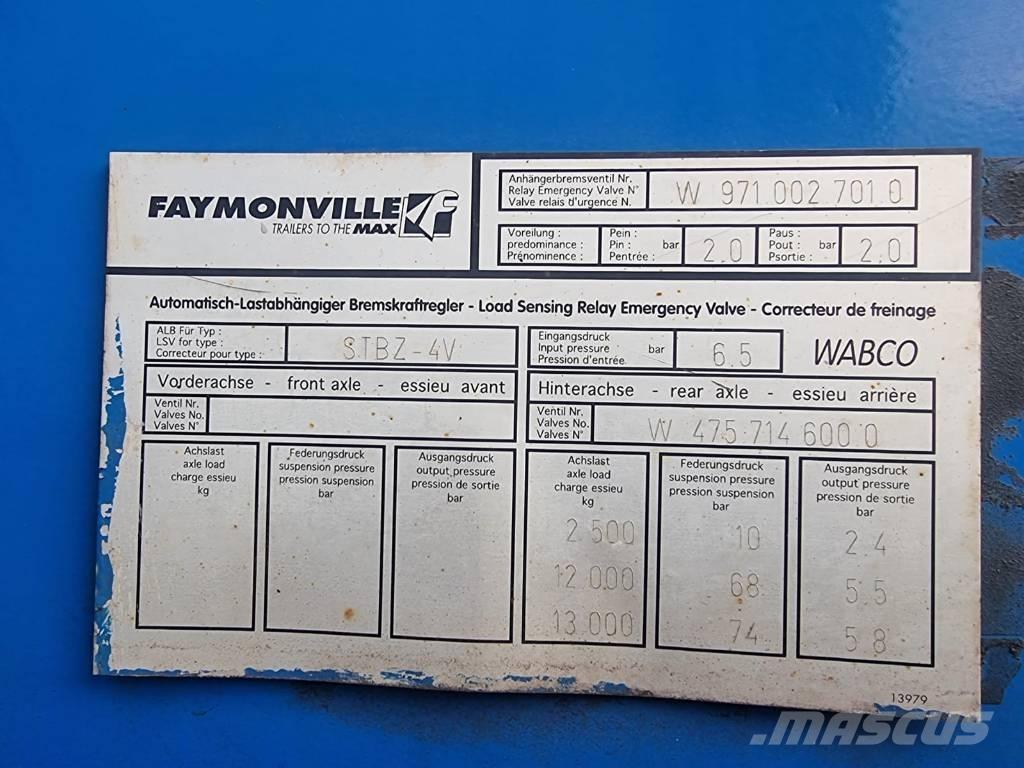 FAYMONVILLE
TRAILERS TO THE MAX
Anhängerbremsventil Nr.
Relay Emergency Valve N°
Valve relais d'urgence N.
W 971.002.701.0
Voreilung :
predominance :
Prénominence :
Pein :
Pin : bar
Pentrée :
2.0
Paus :
Pout : bar
Psortie :
2.0
Automatisch-Lastabhängiger Bremskraftregler - Load Sensing Relay Emergency Valve - Correcteur de freinage
ALB Für Typ :
LSV for type :
Correcteur pour type :
STBZ-4V
Eingangsdruck
Input pressure bar
Pression d'entrée
6.5
WABCO
Vorderachse - front axle - essieu avant
Hinterachse - rear axle - essieu arrière
Ventil Nr.
Valves No.
Valves N°
Ventil Nr.
Valves No.
Valves N°
W 475 714 600 0
Achslast
axle load
charge essieu
kg
Federungsdruck
suspension pressure
pression suspension
bar
Ausgangsdruck
output pressure
pression de sortie
bar
Achslast
axle load
charge essieu
kg
Federungsdruck
suspension pressure
pression suspension
bar
Ausgangsdruck
output pressure
pression de sortie
bar
2.500 10 2.4
12.000 68 5.5
13.000 74 5.8
13979
MASCUS